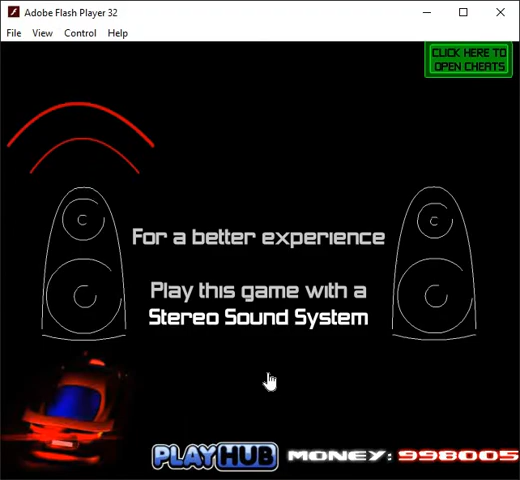 Adobe Flash Player 32
File View Control Help
CLICK HERE TO
OPEN CHEATS
For a better experience
Play this game with a
Stereo Sound System
PLAYHUB
MONEY: 998005